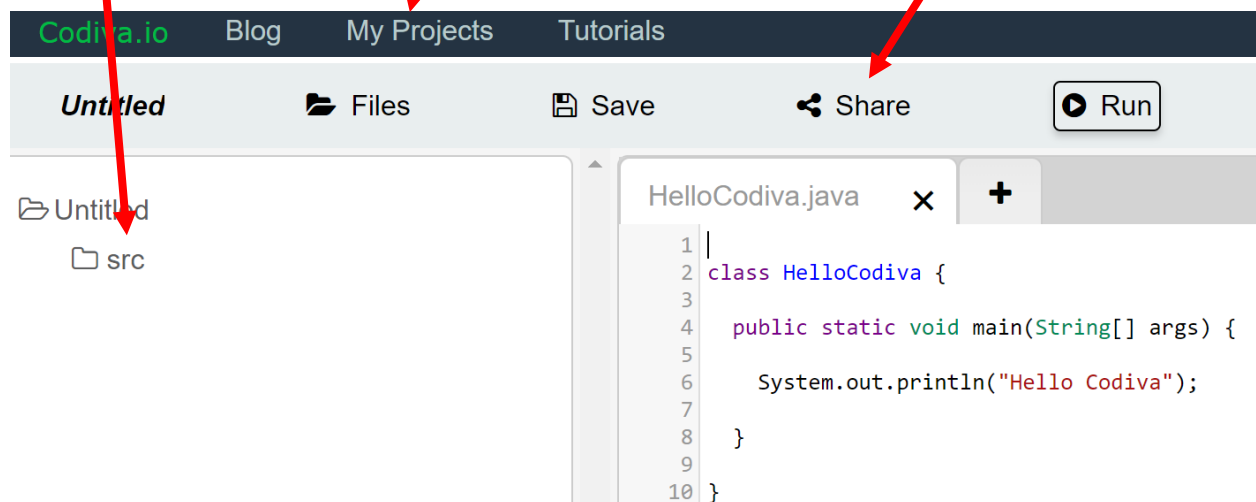 Codiva.io Blog My Projects Tutorials
Untitled Files Save Share Run
Untitled
src
HelloCodiva.java
1
2 class HelloCodiva {
3
4 public static void main(String[] args) {
5
6 System.out.println("Hello Codiva");
7
8 }
9
10 }